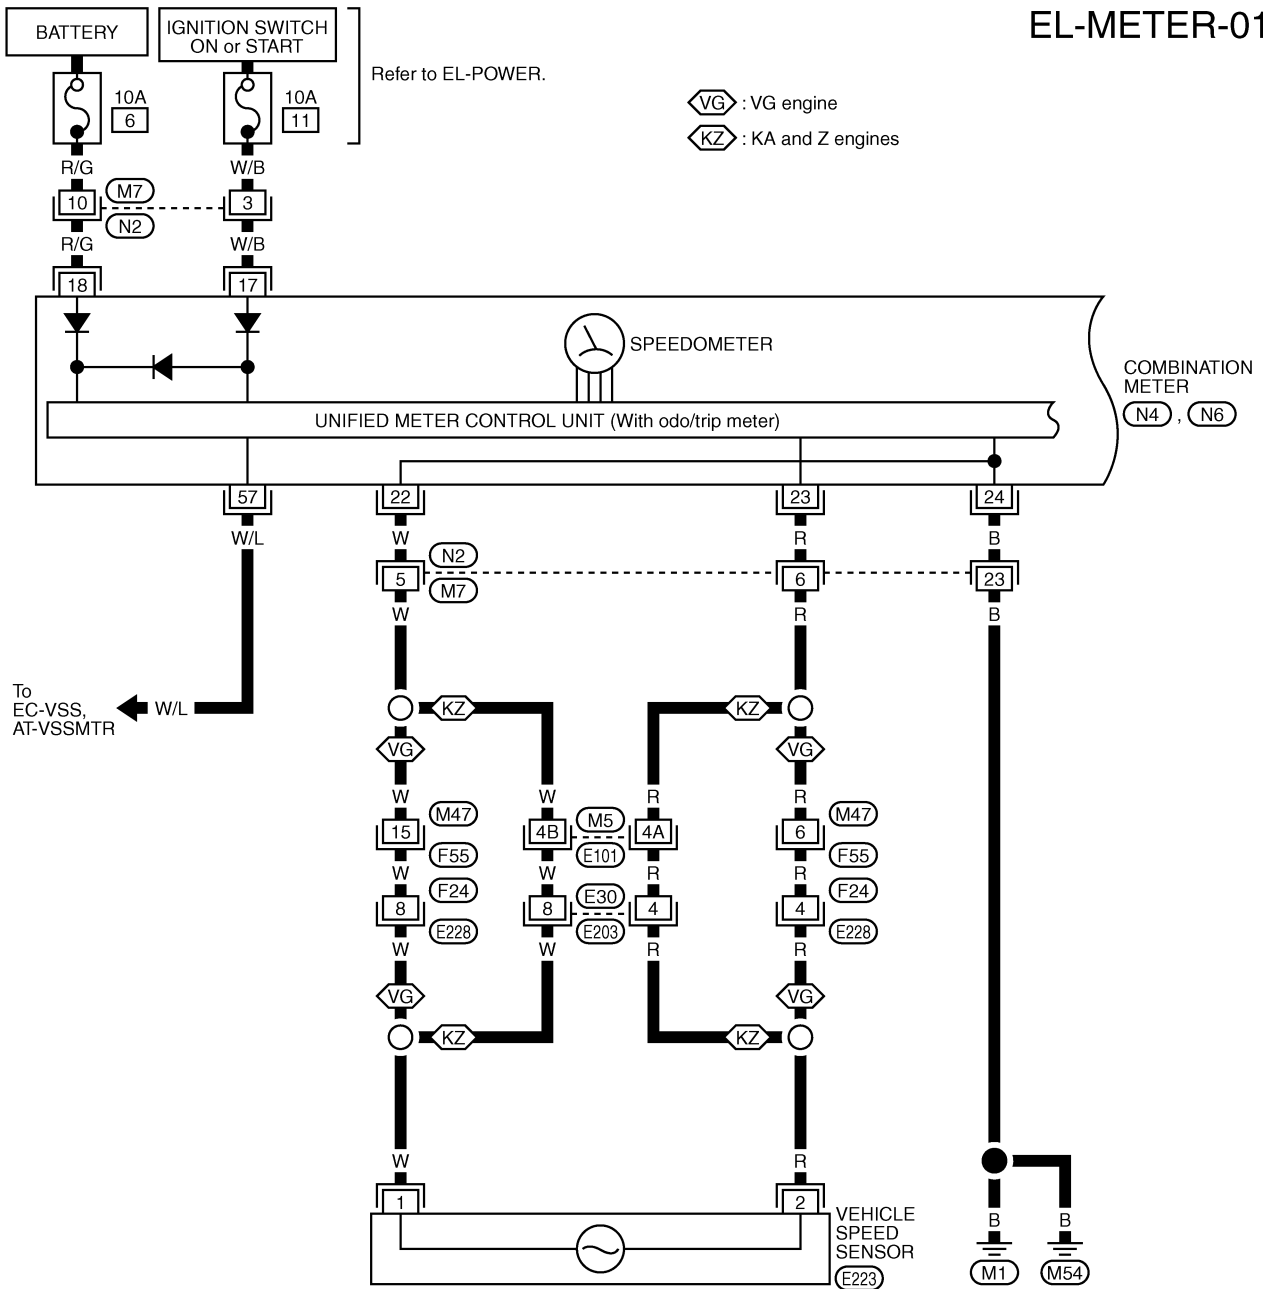 EL-METER-01
BATTERY
IGNITION SWITCH
ON or START
Refer to EL-POWER.
10A
6
10A
11
VG : VG engine
KZ : KA and Z engines
R/G
W/B
M7
10
3
N2
R/G
W/B
18
17
SPEEDOMETER
COMBINATION
METER
N4 , N6
UNIFIED METER CONTROL UNIT (With odo/trip meter)
57
22
23
24
W/L
W
R
B
N2
5
6
23
M7
W
R
B
To
EC-VSS,
AT-VSSMTR
W/L
KZ
KZ
VG
VG
W
W
R
R
M47
M5
M47
15
4B
4A
6
F55
E101
F55
W
W
R
R
F24
E30
F24
8
8
4
4
E228
E203
E228
W
W
R
R
VG
VG
KZ
KZ
W
R
1
2
VEHICLE
SPEED
SENSOR
E223
B
B
M1
M54